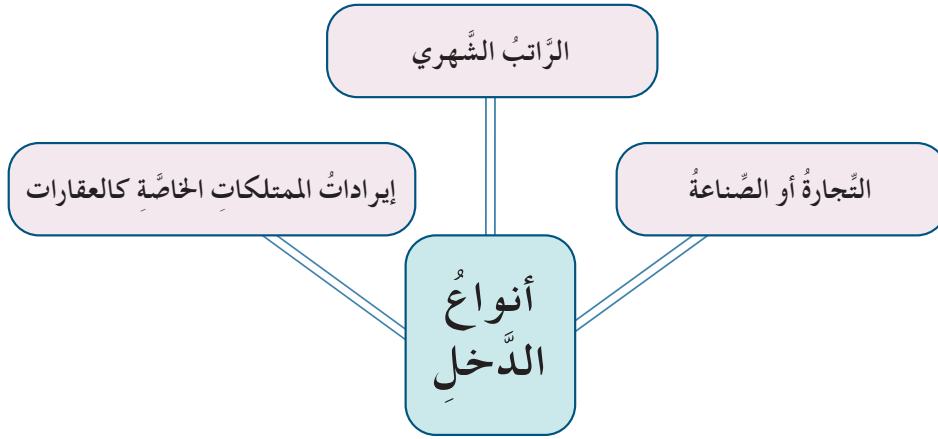 الرَّاتبُ الشَّهري
التِّجارةُ أو الصِّناعةُ
إيراداتُ الممتلكاتِ الخاصَّةِ كالعقارات
أنواعُ
الدَّخلِ